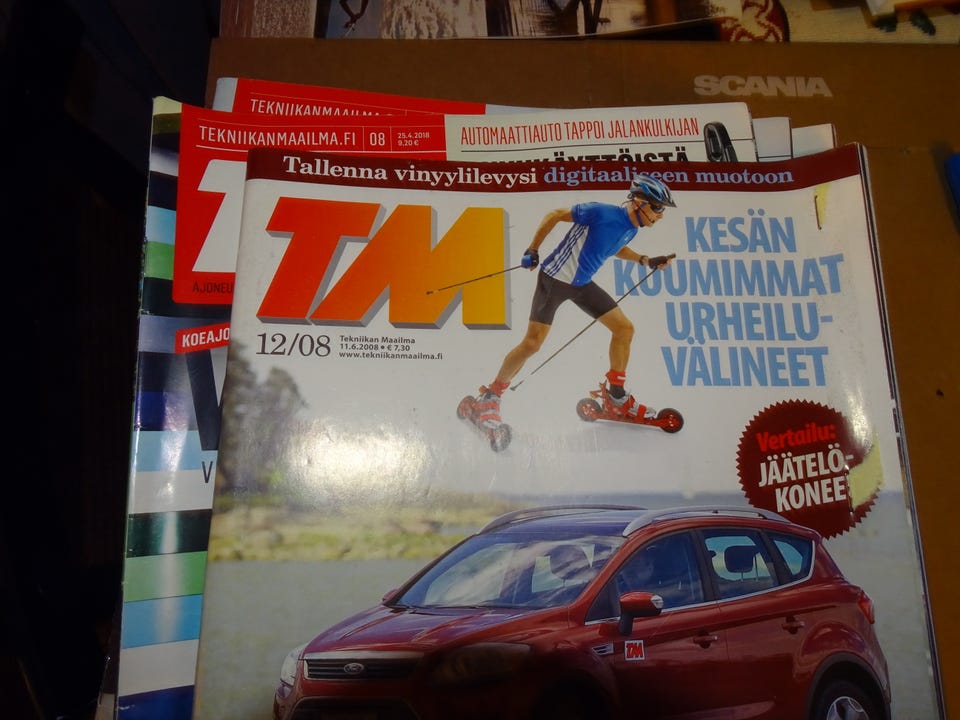 SCANIA
TEKNIIKANMAAILMA
TEKNIIKANMAAILMA.FI 08 25.4.2018
9,20 €
AUTOMAATTIAUTO TAPPOI JALANKULKIJAN
KOEAJO
Tallenna vinyylilevysi digitaaliseen muotoon
TM
KESÄN
KUUMIMMAT
URHEILU-
VÄLINEET
12/08
Tekniikan Maailma
11.6.2008 • € 7,30
www.tekniikanmaailma.fi
Vertailu:
JÄÄTELÖ-
KONEE
Ford
TM